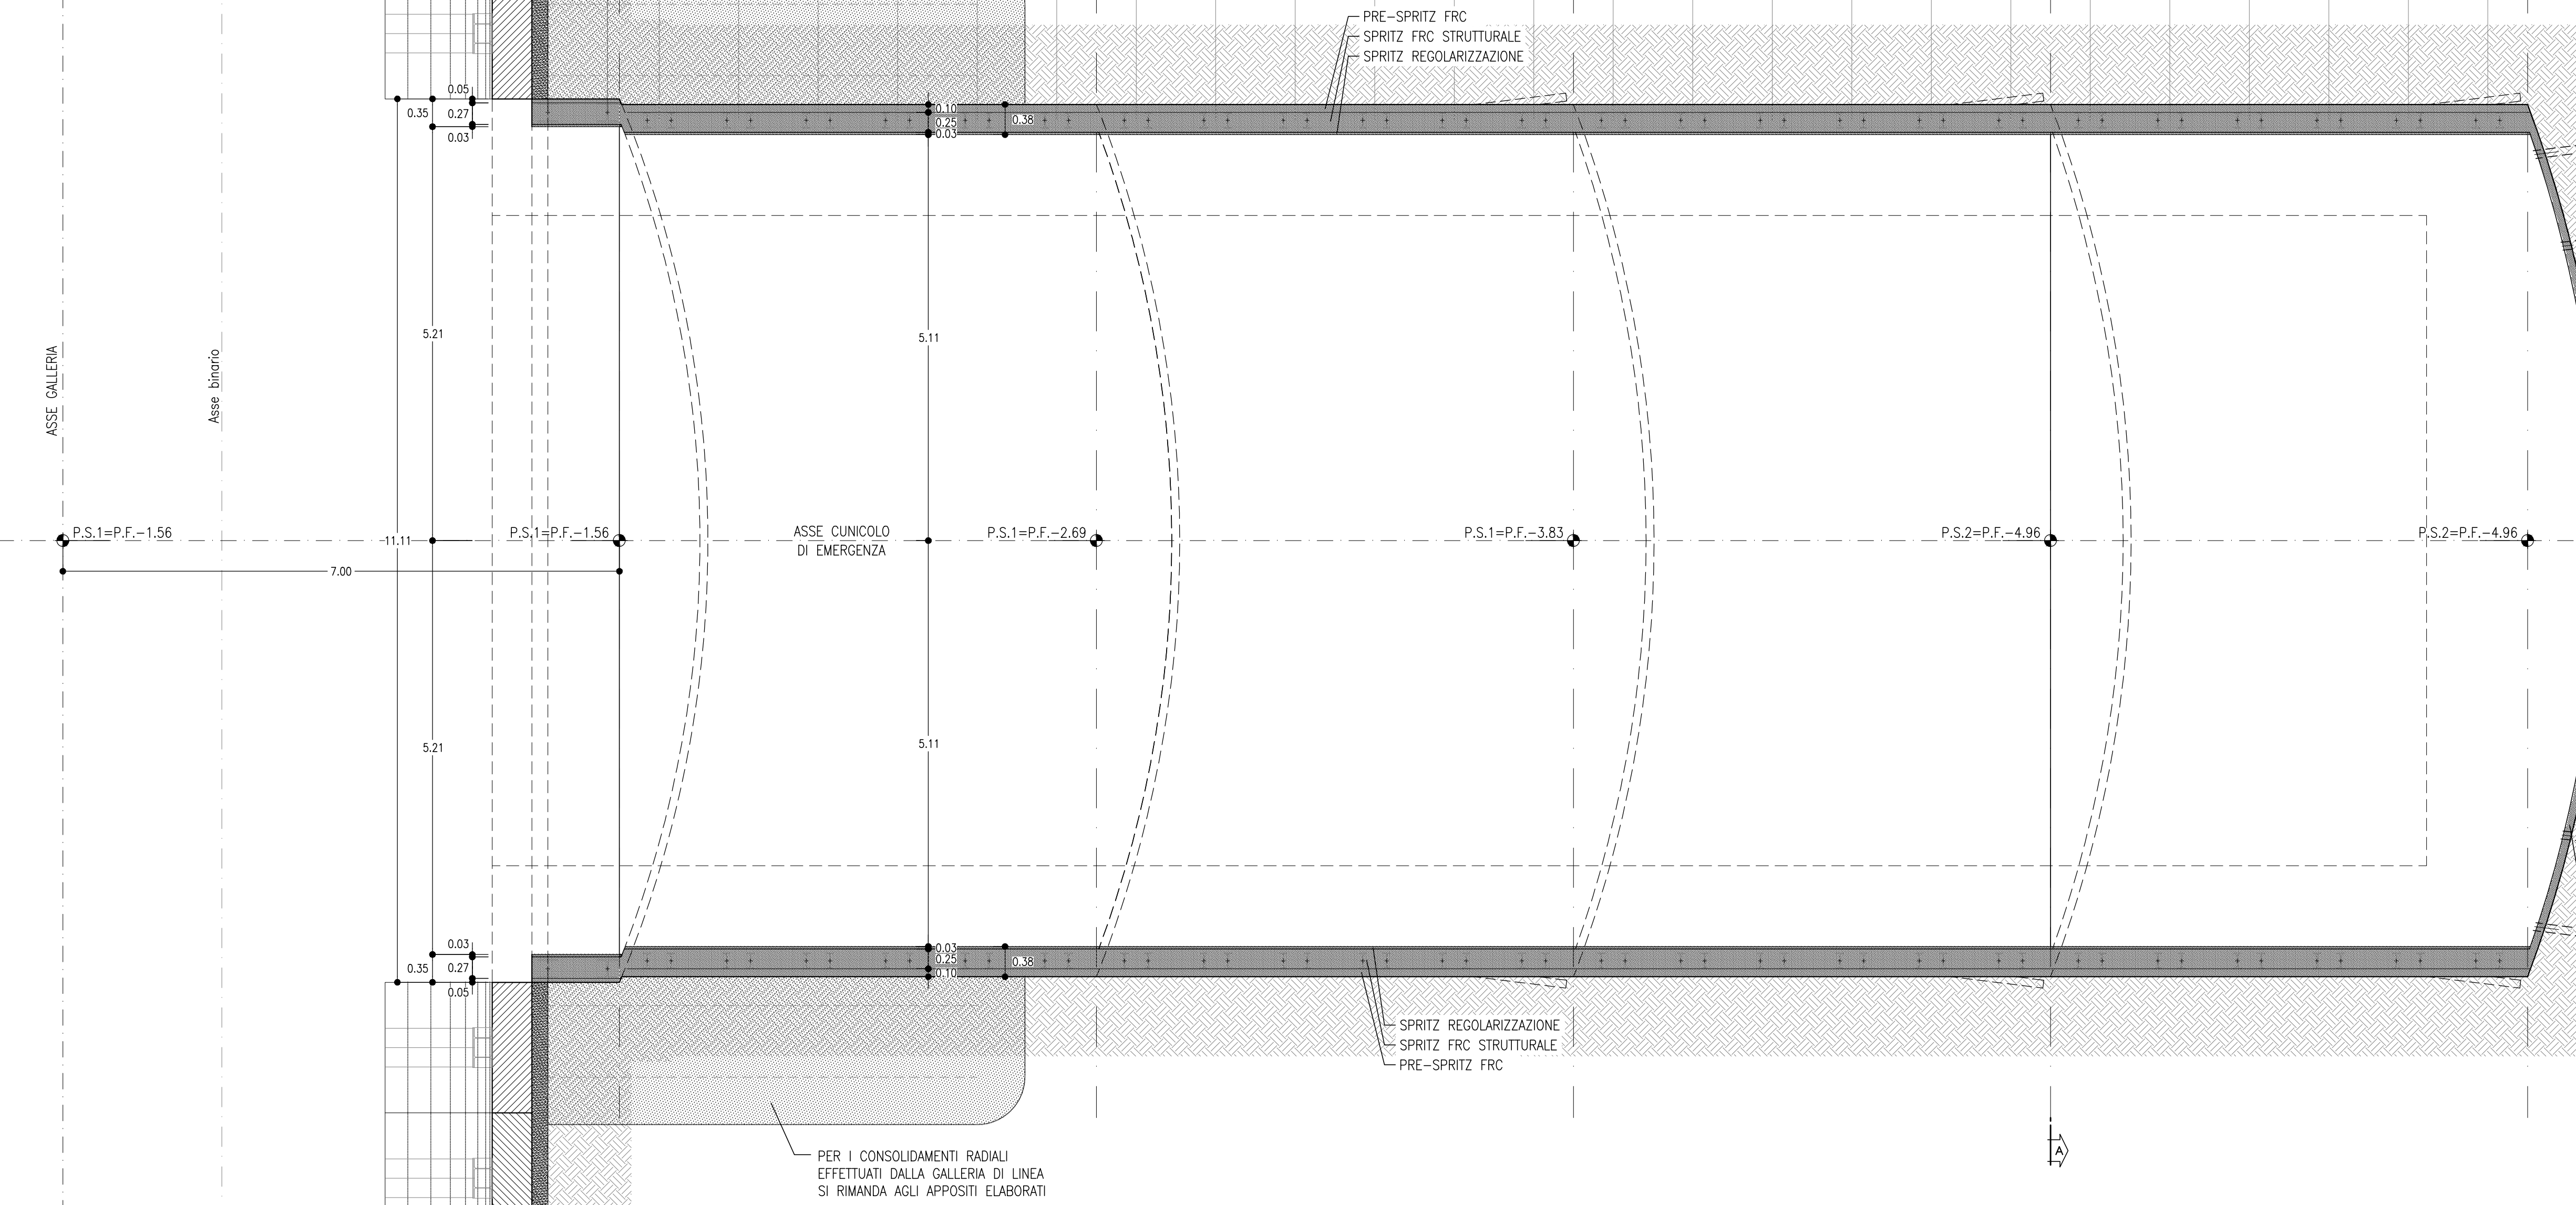 PRE-SPRITZ FRC
SPRITZ FRC STRUTTURALE
SPRITZ REGOLARIZZAZIONE
0.05
0.35
0.27
0.03
0.10
0.25
0.03
0.38
5.21
5.11
ASSE GALLERIA
Asse binario
P.S.1=P.F.-1.56
11.11
P.S.1=P.F.-1.56
ASSE CUNICOLO
DI EMERGENZA
P.S.1=P.F.-2.69
P.S.1=P.F.-3.83
P.S.2=P.F.-4.96
P.S.2=P.F.-4.96
7.00
5.21
5.11
0.03
0.35
0.27
0.05
0.03
0.25
0.10
0.38
SPRITZ REGOLARIZZAZIONE
SPRITZ FRC STRUTTURALE
PRE-SPRITZ FRC
A
PER I CONSOLIDAMENTI RADIALI
EFFETTUATI DALLA GALLERIA DI LINEA
SI RIMANDA AGLI APPOSITI ELABORATI